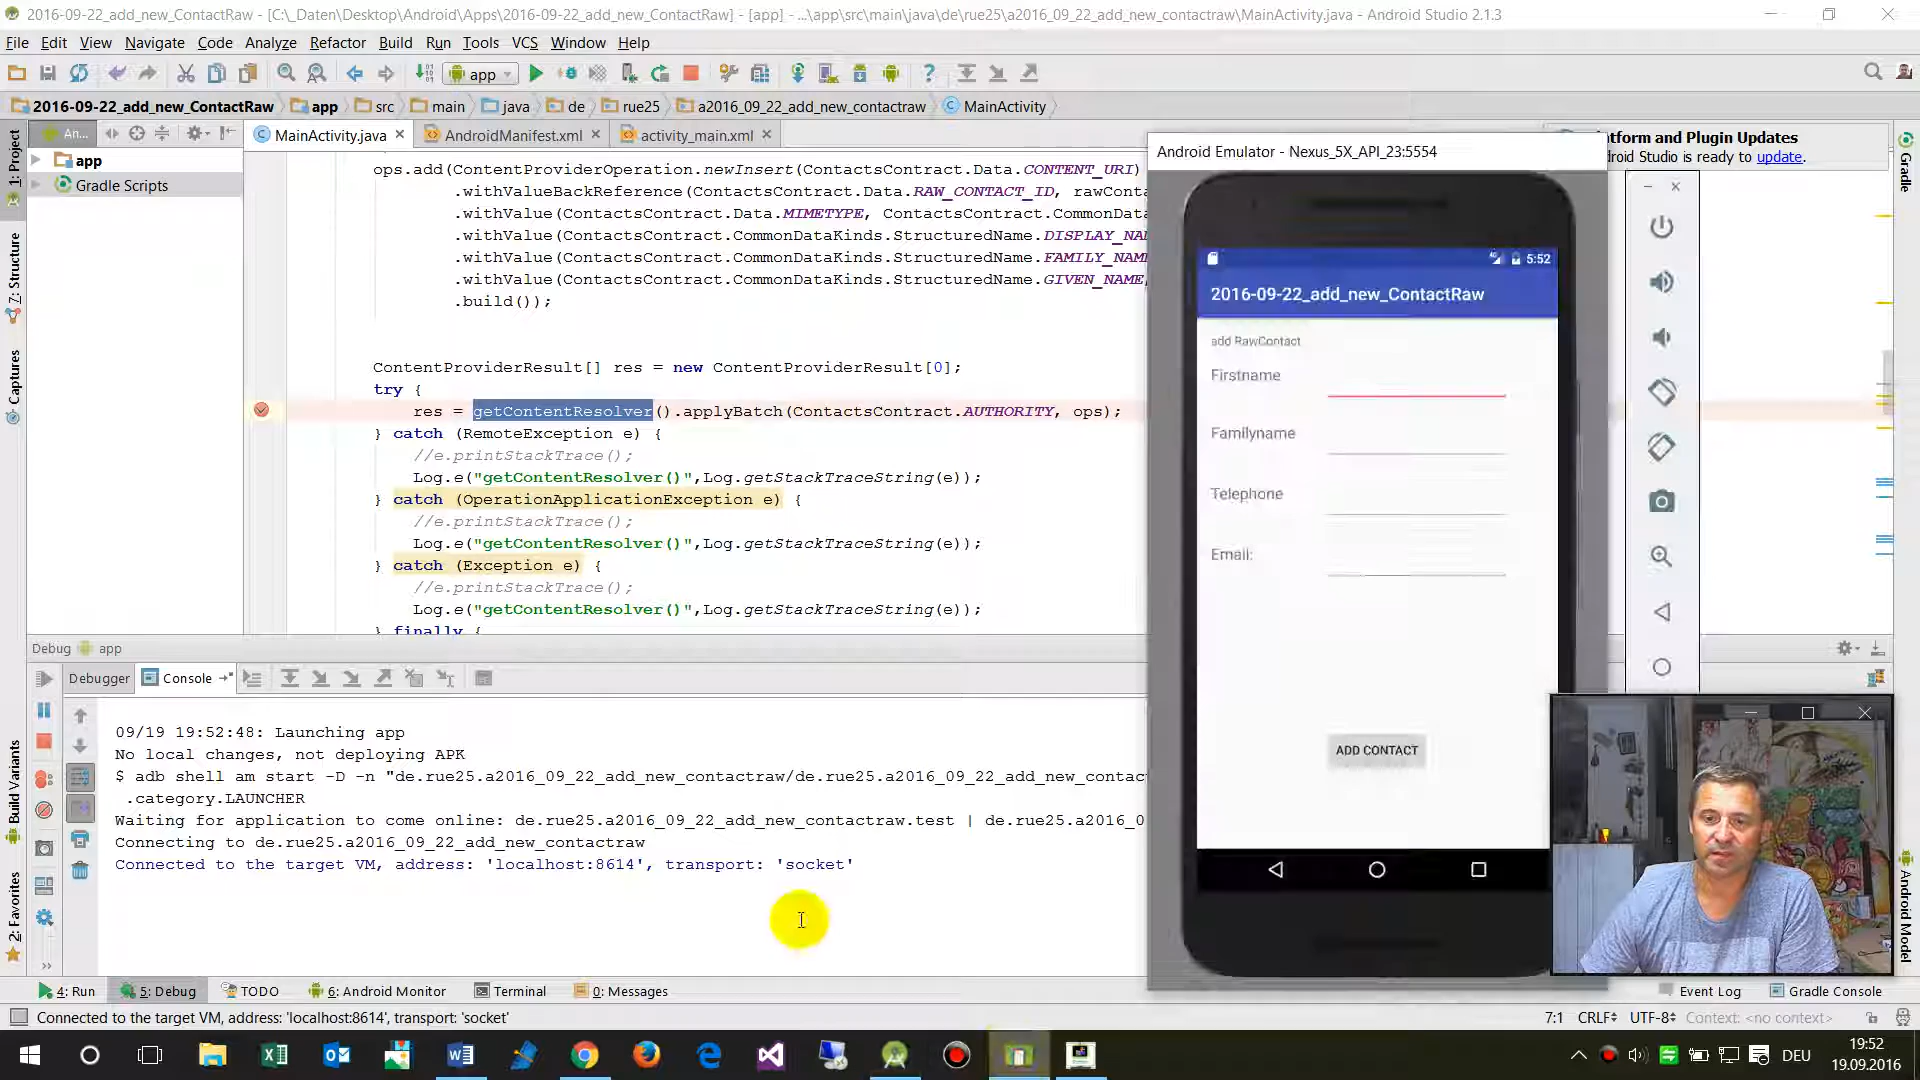 2016-09-22_add_new_ContactRaw - [C:\_Daten\Desktop\Android\Apps\2016-09-22_add_new_ContactRaw] - [app] - ...\app\src\main\java\de\rue25\a2016_09_22_add_new_contactraw\MainActivity.java - Android Studio 2.1.3
File Edit View Navigate Code Analyze Refactor Build Run Tools VCS Window Help
app
2016-09-22_add_new_ContactRaw app src main java de rue25 a2016_09_22_add_new_contactraw MainActivity
An... MainActivity.java AndroidManifest.xml activity_main.xml
app
Gradle Scripts
ops.add(ContentProviderOperation.newInsert(ContactsContract.Data.CONTENT_URI)
.withValueBackReference(ContactsContract.Data.RAW_CONTACT_ID, rawConta
.withValue(ContactsContract.Data.MIMETYPE, ContactsContract.CommonData
.withValue(ContactsContract.CommonDataKinds.StructuredName.DISPLAY_NAM
.withValue(ContactsContract.CommonDataKinds.StructuredName.FAMILY_NAME
.withValue(ContactsContract.CommonDataKinds.StructuredName.GIVEN_NAME,
.build());
ContentProviderResult[] res = new ContentProviderResult[0];
try {
res = getContentResolver().applyBatch(ContactsContract.AUTHORITY, ops);
} catch (RemoteException e) {
//e.printStackTrace();
Log.e("getContentResolver()",Log.getStackTraceString(e));
} catch (OperationApplicationException e) {
//e.printStackTrace();
Log.e("getContentResolver()",Log.getStackTraceString(e));
} catch (Exception e) {
//e.printStackTrace();
Log.e("getContentResolver()",Log.getStackTraceString(e));
} finally {
1: Project
7: Structure
Captures
Build Variants
2: Favorites
Gradle
Android Model
tform and Plugin Updates
roid Studio is ready to update.
Android Emulator - Nexus_5X_API_23:5554
5:52
2016-09-22_add_new_ContactRaw
add RawContact
Firstname
Familyname
Telephone
Email:
ADD CONTACT
Debug app
Debugger Console
09/19 19:52:48: Launching app
No local changes, not deploying APK
$ adb shell am start -D -n "de.rue25.a2016_09_22_add_new_contactraw/de.rue25.a2016_09_22_add_new_contac
.category.LAUNCHER
Waiting for application to come online: de.rue25.a2016_09_22_add_new_contactraw.test | de.rue25.a2016_0
Connecting to de.rue25.a2016_09_22_add_new_contactraw
Connected to the target VM, address: 'localhost:8614', transport: 'socket'
4: Run 5: Debug TODO 6: Android Monitor Terminal 0: Messages Event Log Gradle Console
Connected to the target VM, address: 'localhost:8614', transport: 'socket' 7:1 CRLF UTF-8 Context: <no context>
DEU
19:52
19.09.2016